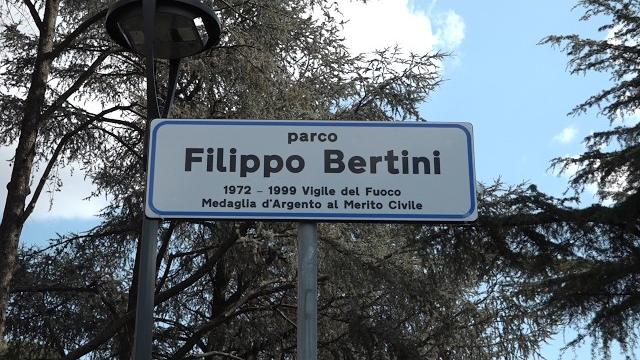 parco
Filippo Bertini
1972 - 1999 Vigile del Fuoco
Medaglia d'Argento al Merito Civile